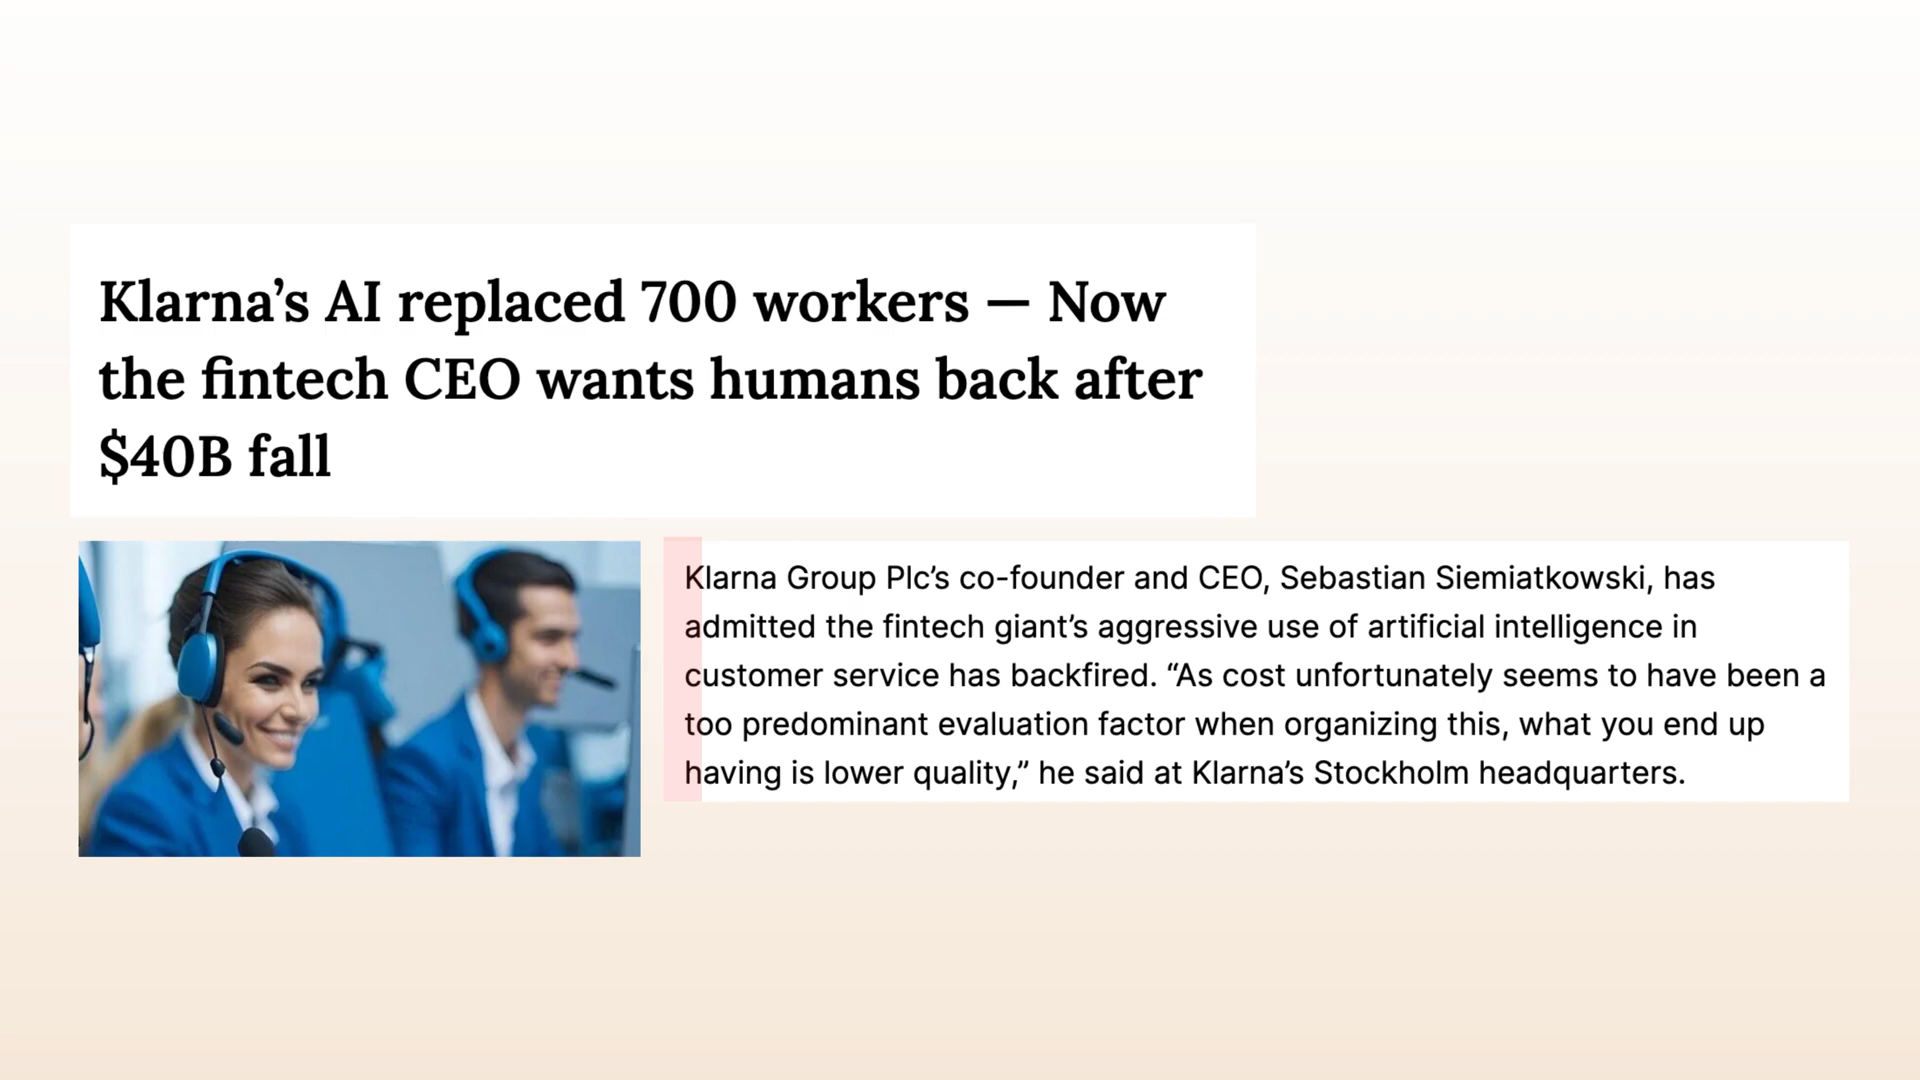 Klarna’s AI replaced 700 workers — Now
the fintech CEO wants humans back after
$40B fall
Klarna Group Plc’s co-founder and CEO, Sebastian Siemiatkowski, has
admitted the fintech giant’s aggressive use of artificial intelligence in
customer service has backfired. “As cost unfortunately seems to have been a
too predominant evaluation factor when organizing this, what you end up
having is lower quality,” he said at Klarna’s Stockholm headquarters.